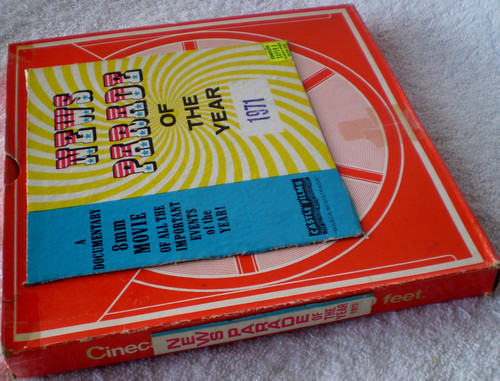 NEWS
PARADE
OF
THE
YEAR
1971
A
DOCUMENTARY
8mm
MOVIE
OF ALL THE
IMPORTANT
EVENTS
of the
YEAR!
CASTLE FILMS
Cinec
NEWS PARADE
OF THE
YEAR
feet.